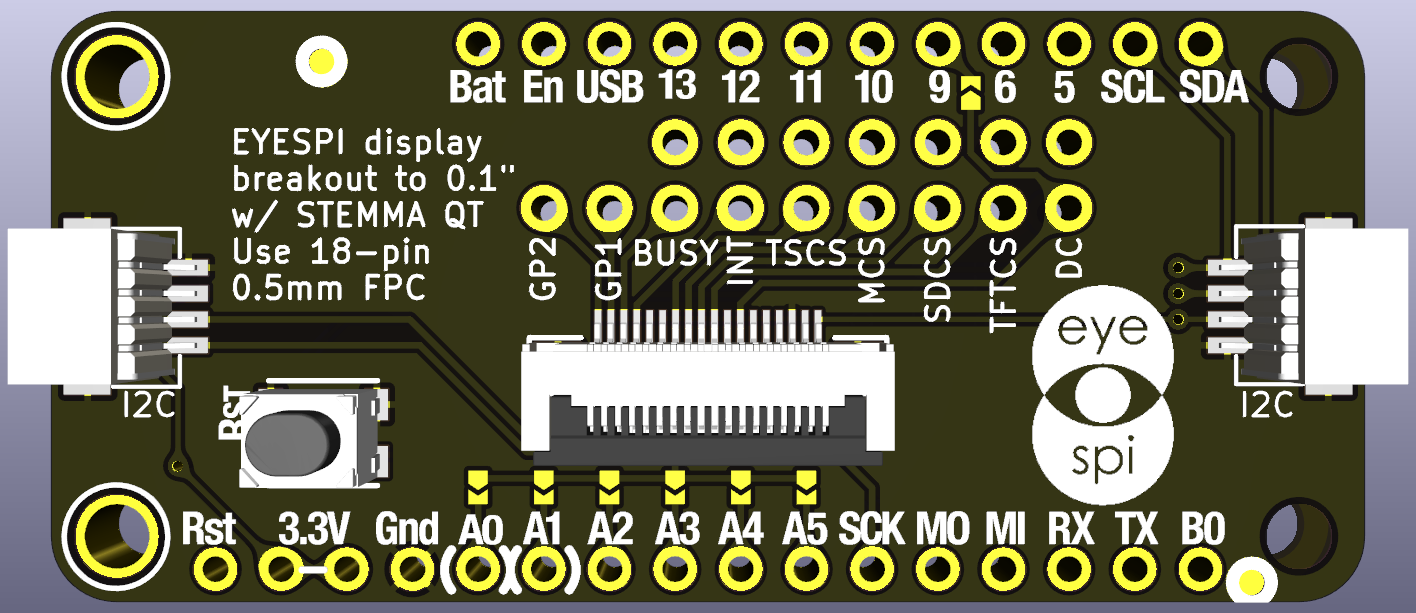 Bat En USB 13 12 11 10 9 6 5 SCL SDA
EYESPI display
breakout to 0.1"
w/ STEMMA QT
Use 18-pin
0.5mm FPC
GP2 GP1 BUSY INT TSCS MCS SDCS TFTCS DC
eye
spi
I2C
I2C
RST
Rst 3.3V Gnd A0 A1 A2 A3 A4 A5 SCK MO MI RX TX B0